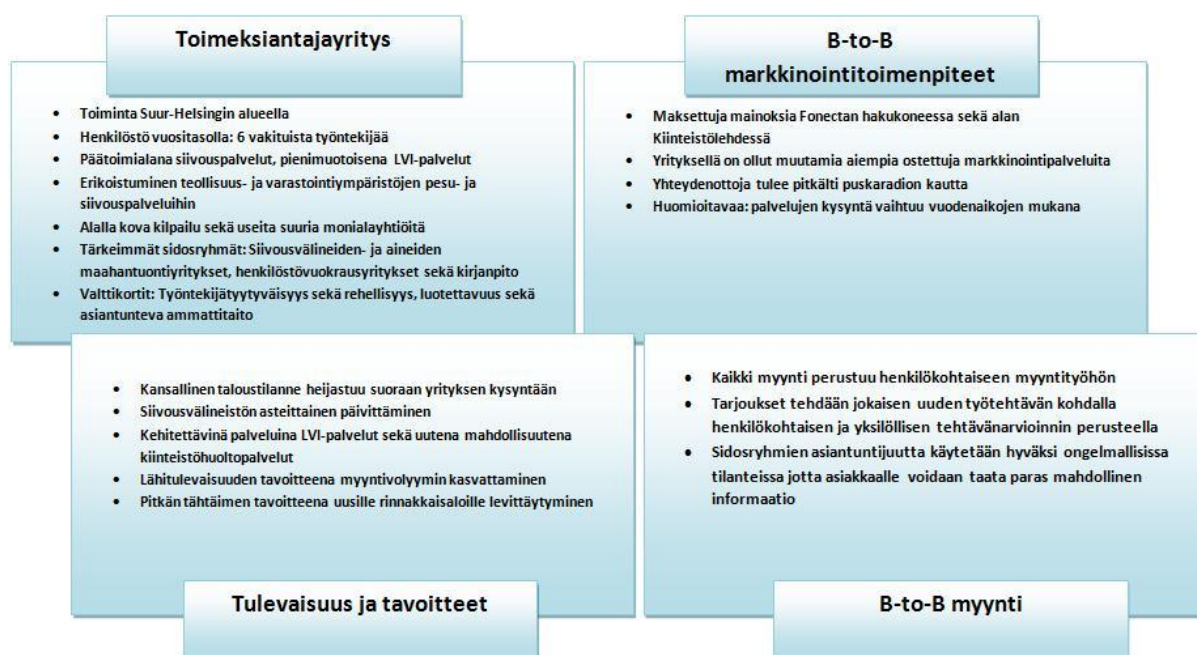 Toimeksiantajayritys
• Toiminta Suur-Helsingin alueella
• Henkilöstö vuositasolla: 6 vakituista työntekijää
• Päätoimialana siivouspalvelut, pienimuotoisena LVI-palvelut
• Erikoistuminen teollisuus- ja varastointiympäristöjen pesu- ja
siivouspalveluihin
• Alalla kova kilpailu sekä useita suuria monialayhtiöitä
• Tärkeimmät sidosryhmät: Siivousvälineiden- ja aineiden
maahantuontiyritykset, henkilöstövuokrausyritykset sekä kirjanpito
• Valttikortit: Työntekijätyytyväisyys sekä rehellisyys, luotettavuus sekä
asiantunteva ammattitaito
B-to-B
markkinointitoimenpiteet
• Maksettuja mainoksia Fonectan hakukoneessa sekä alan
Kiinteistölehdessä
• Yrityksellä on ollut muutamia aiempia ostettuja markkinointipalveluita
• Yhteydenottoja tulee pitkälti puskaradion kautta
• Huomioitavaa: palvelujen kysyntä vaihtuu vuodenaikojen mukana
• Kansallinen taloustilanne heijastuu suoraan yrityksen kysyntään
• Siivousvälineistön asteittainen päivittäminen
• Kehitettävinä palveluina LVI-palvelut sekä uutena mahdollisuutena
kiinteistöhuoltopalvelut
• Lähitulevaisuuden tavoitteena myyntivolyymin kasvattaminen
• Pitkän tähtäimen tavoitteena uusille rinnakkaisaloille levittäytyminen
Tulevaisuus ja tavoitteet
• Kaikki myynti perustuu henkilökohtaiseen myyntityöhön
• Tarjoukset tehdään jokaisen uuden työtehtävän kohdalla
henkilökohtaisen ja yksilöllisen tehtävänarvioinnin perusteella
• Sidosryhmien asiantuntijuutta käytetään hyväksi ongelmallisissa
tilanteissa jotta asiakkaalle voidaan taata paras mahdollinen
informaatio
B-to-B myynti